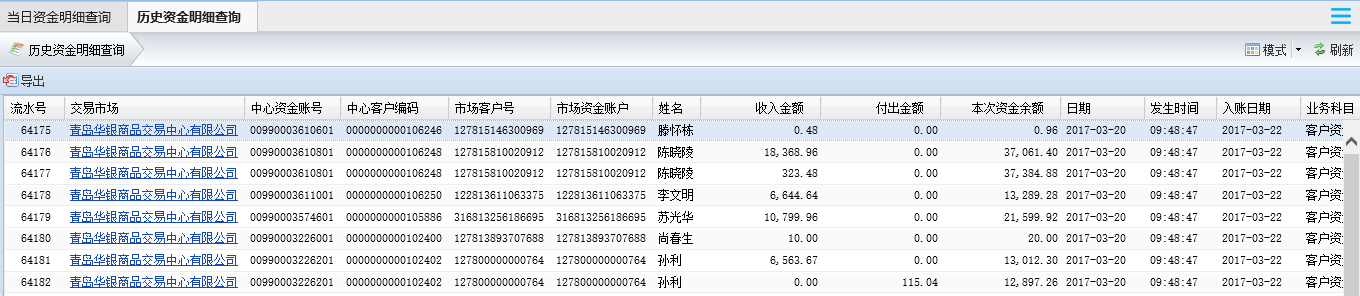 当日资金明细查询 历史资金明细查询
历史资金明细查询 模式 刷新
导出
流水号 交易市场 中心资金账号 中心客户编码 市场客户号 市场资金账户 姓名 收入金额 付出金额 本次资金余额 日期 发生时间 入账日期 业务科目
64175 青岛华银商品交易中心有限公司 00990003610601 0000000000106246 127815146300969 127815146300969 滕怀栋 0.48 0.00 0.96 2017-03-20 09:48:47 2017-03-22 客户资
64176 青岛华银商品交易中心有限公司 00990003610801 0000000000106248 127815810020912 127815810020912 陈晓陵 18,368.96 0.00 37,061.40 2017-03-20 09:48:47 2017-03-22 客户资
64177 青岛华银商品交易中心有限公司 00990003610801 0000000000106248 127815810020912 127815810020912 陈晓陵 323.48 0.00 37,384.88 2017-03-20 09:48:47 2017-03-22 客户资
64178 青岛华银商品交易中心有限公司 00990003611001 0000000000106250 122813611063375 122813611063375 李文明 6,644.64 0.00 13,289.28 2017-03-20 09:48:47 2017-03-22 客户资
64179 青岛华银商品交易中心有限公司 00990003574601 0000000000105886 316813256186695 316813256186695 苏光华 10,799.96 0.00 21,599.92 2017-03-20 09:48:47 2017-03-22 客户资
64180 青岛华银商品交易中心有限公司 00990003226001 0000000000102400 127813893707688 127813893707688 尚春生 10.00 0.00 20.00 2017-03-20 09:48:47 2017-03-22 客户资
64181 青岛华银商品交易中心有限公司 00990003226201 0000000000102402 127800000000764 127800000000764 孙利 6,563.67 0.00 13,012.30 2017-03-20 09:48:47 2017-03-22 客户资
64182 青岛华银商品交易中心有限公司 00990003226201 0000000000102402 127800000000764 127800000000764 孙利 0.00 115.04 12,897.26 2017-03-20 09:48:47 2017-03-22 客户资